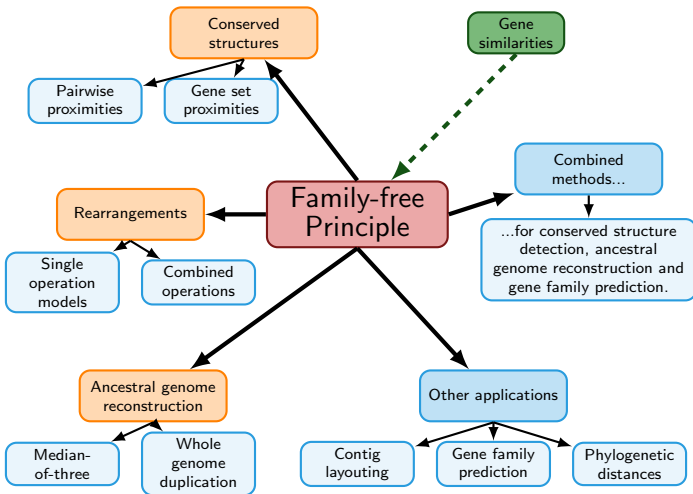 Conserved
structures
Gene
similarities
Pairwise
proximities
Gene set
proximities
Combined
methods...
Family-free
Principle
Rearrangements
...for conserved structure
detection, ancestral
genome reconstruction and
gene family prediction.
Single
operation
models
Combined
operations
Ancestral genome
reconstruction
Other applications
Median-
of-three
Whole
genome
duplication
Contig
layouting
Gene family
prediction
Phylogenetic
distances